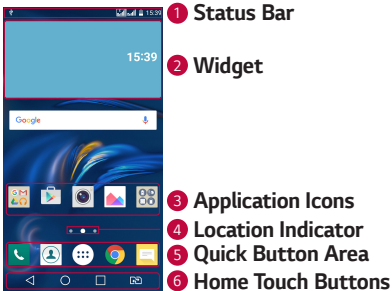 15:39
1 Status Bar
15:39
2 Widget
Google
3 Application Icons
4 Location Indicator
5 Quick Button Area
6 Home Touch Buttons